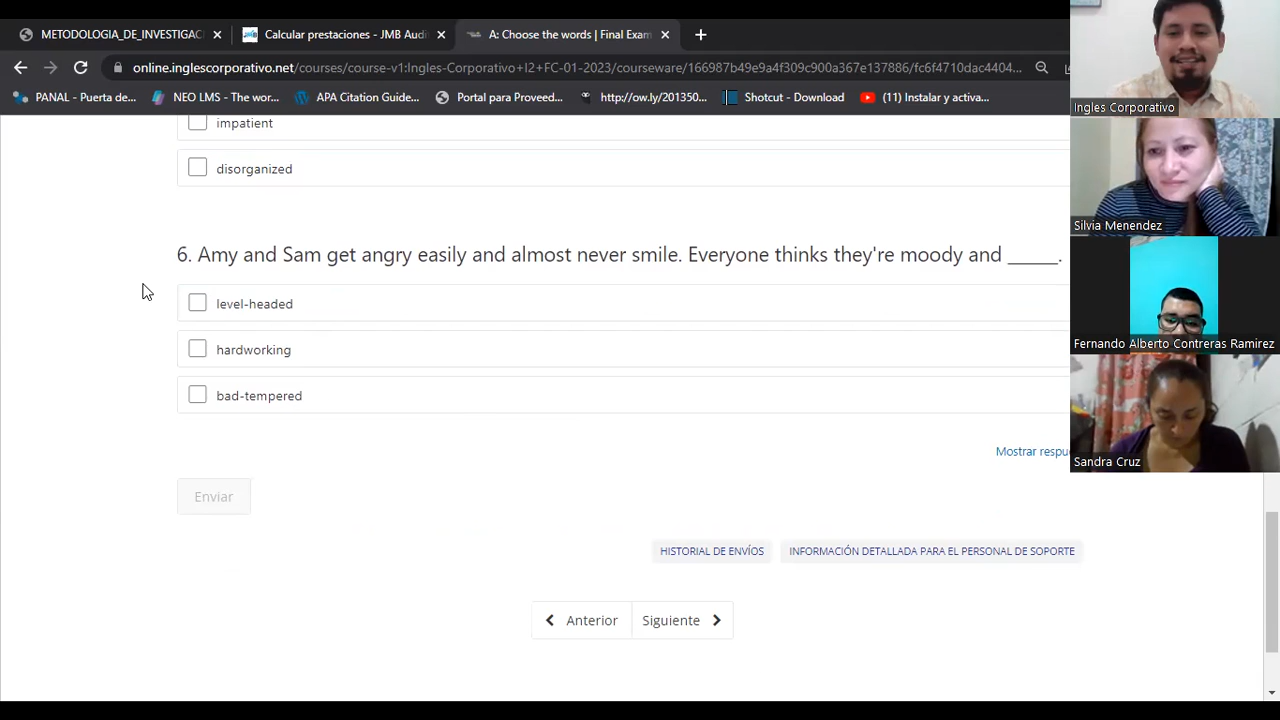 METODOLOGIA_DE_INVESTIGAC
Calcular prestaciones - JMB Audi
A: Choose the words | Final Exam
online.inglescorporativo.net/courses/course-v1:Ingles-Corporativo+I2+FC-01-2023/courseware/166987b49e9a4f309c900a367e137886/fc6f4710dac4404...
PANAL - Puerta de...
NEO LMS - The wor...
APA Citation Guide...
Portal para Proveed...
http://ow.ly/201350...
Shotcut - Download
(11) Instalar y activa...
Ingles Corporativo
impatient
disorganized
Silvia Menendez
6. Amy and Sam get angry easily and almost never smile. Everyone thinks they're moody and ______.
level-headed
hardworking
bad-tempered
Fernando Alberto Contreras Ramirez
Mostrar respu
Sandra Cruz
Enviar
HISTORIAL DE ENVÍOS
INFORMACIÓN DETALLADA PARA EL PERSONAL DE SOPORTE
Anterior
Siguiente